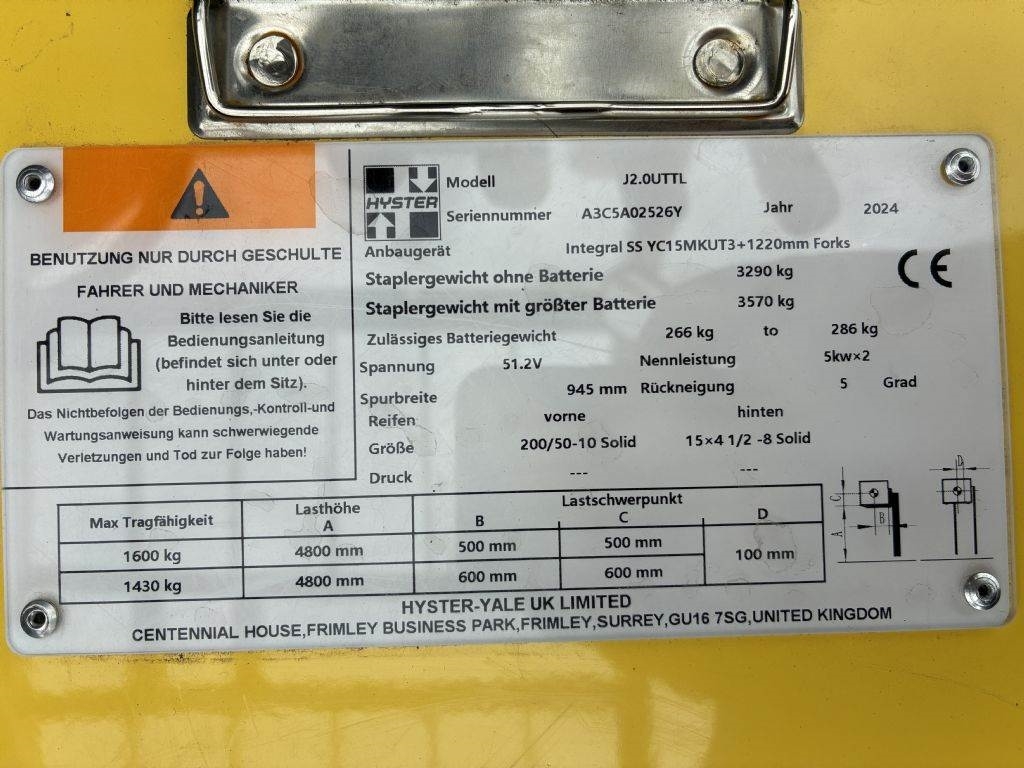 BENUTZUNG NUR DURCH GESCHULTE
FAHRER UND MECHANIKER
Bitte lesen Sie die
Bedienungsanleitung
(befindet sich unter oder
hinter dem Sitz).
Das Nichtbefolgen der Bedienungs,-Kontroll-und
Wartungsanweisung kann schwerwiegende
Verletzungen und Tod zur Folge haben!
HYSTER
Modell J2.0UTTL
Seriennummer A3C5A02526Y Jahr 2024
Anbaugerät Integral SS YC15MKUT3+1220mm Forks
CE
Staplergewicht ohne Batterie 3290 kg
Staplergewicht mit größter Batterie 3570 kg
Zulässiges Batteriegewicht 266 kg to 286 kg
Spannung 51.2V Nennleistung 5kw×2
Spurbreite 945 mm Rückneigung 5 Grad
Reifen vorne hinten
Größe 200/50-10 Solid 15×4 1/2 -8 Solid
Druck --- ---
Max Tragfähigkeit Lasthöhe A Lastschwerpunkt B C D
1600 kg 4800 mm 500 mm 500 mm 100 mm
1430 kg 4800 mm 600 mm 600 mm
D
C
B
A
HYSTER-YALE UK LIMITED
CENTENNIAL HOUSE,FRIMLEY BUSINESS PARK,FRIMLEY,SURREY,GU16 7SG,UNITED KINGDOM